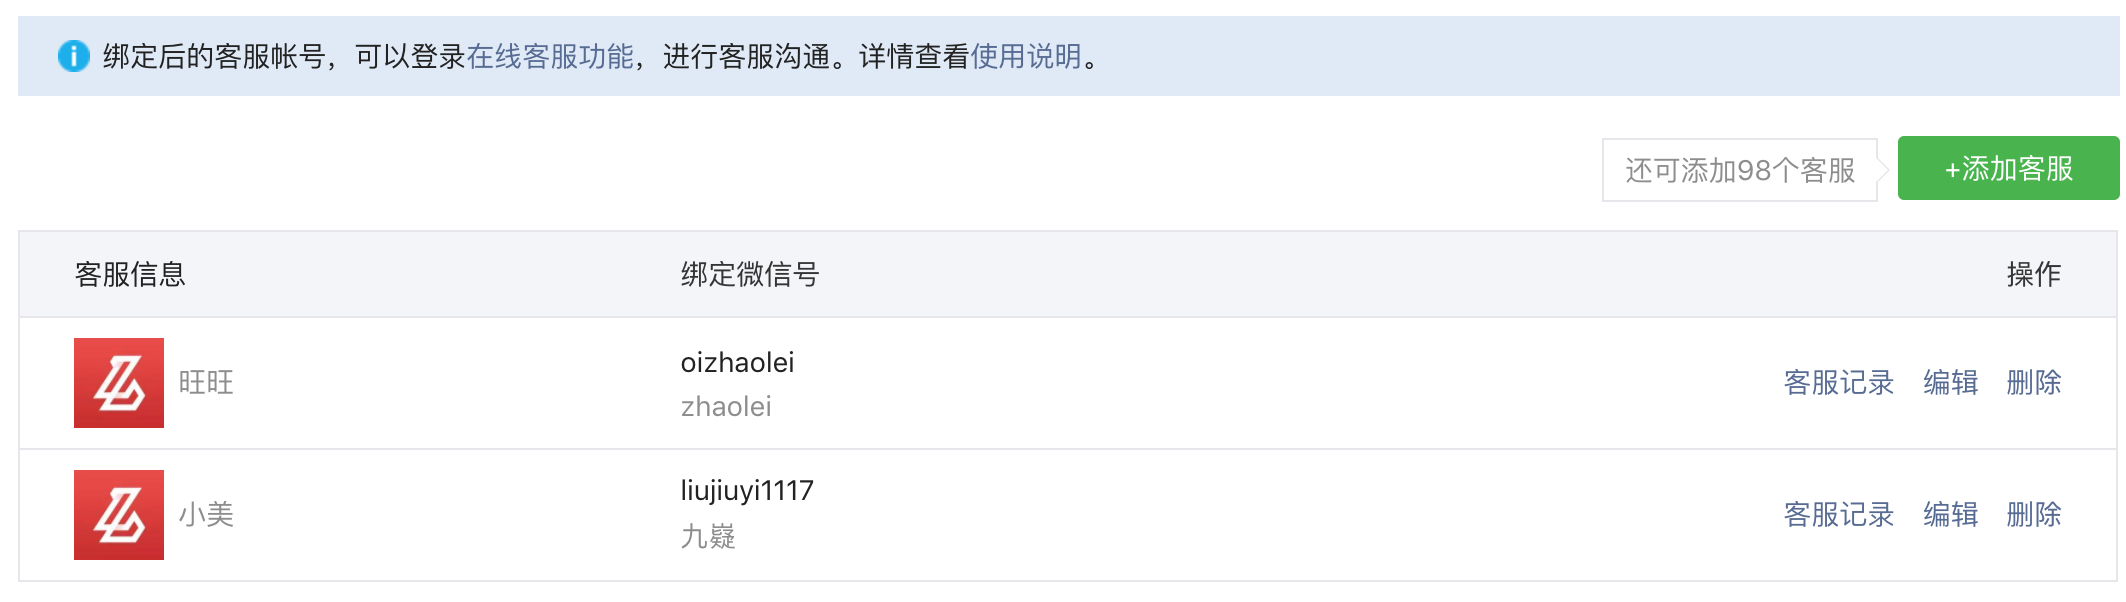 绑定后的客服帐号，可以登录在线客服功能，进行客服沟通。详情查看使用说明。
还可添加98个客服
+添加客服
客服信息 绑定微信号 操作
旺旺
oizhaolei
zhaolei
客服记录 编辑 删除
小美
liujiuyi1117
九嶷
客服记录 编辑 删除